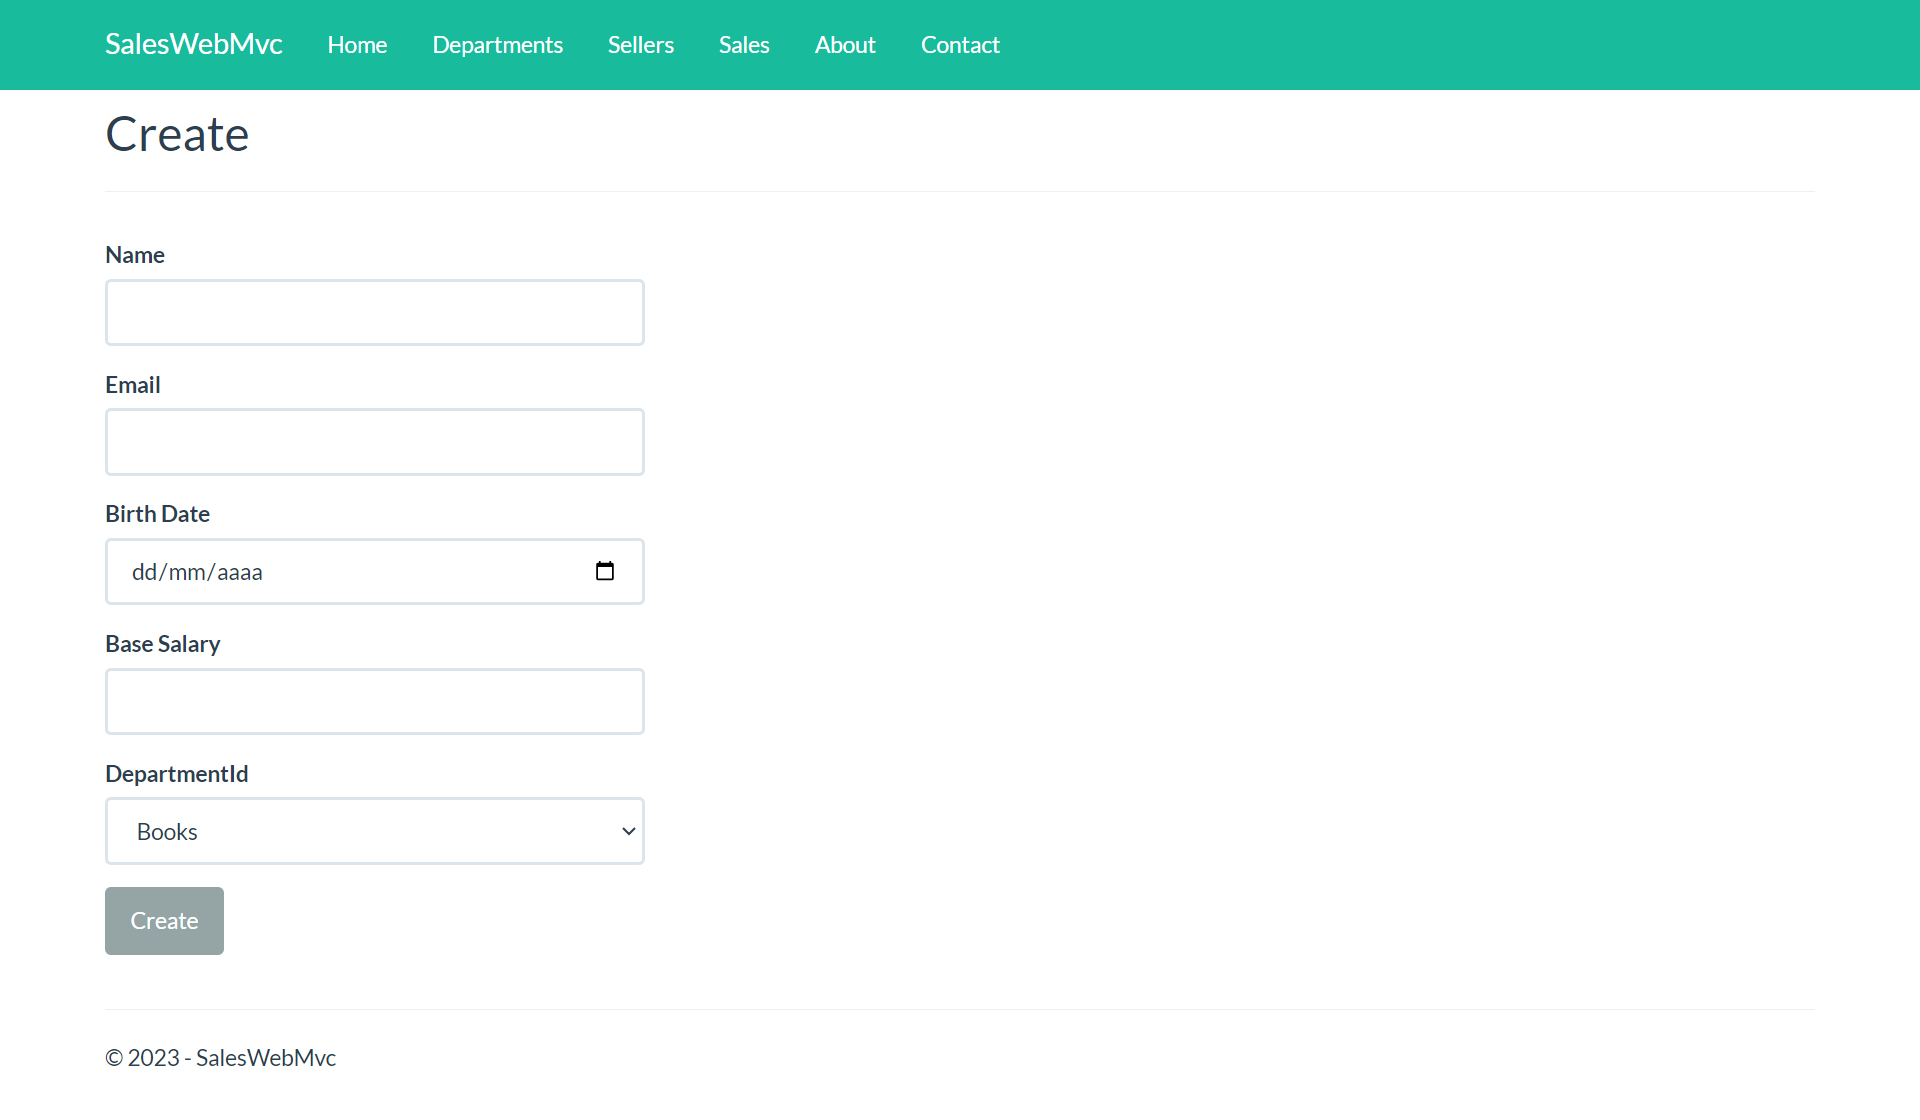 SalesWebMvc Home Departments Sellers Sales About Contact
Create
Name
Email
Birth Date
dd/mm/aaaa
Base Salary
DepartmentId
Books
Create
© 2023 - SalesWebMvc